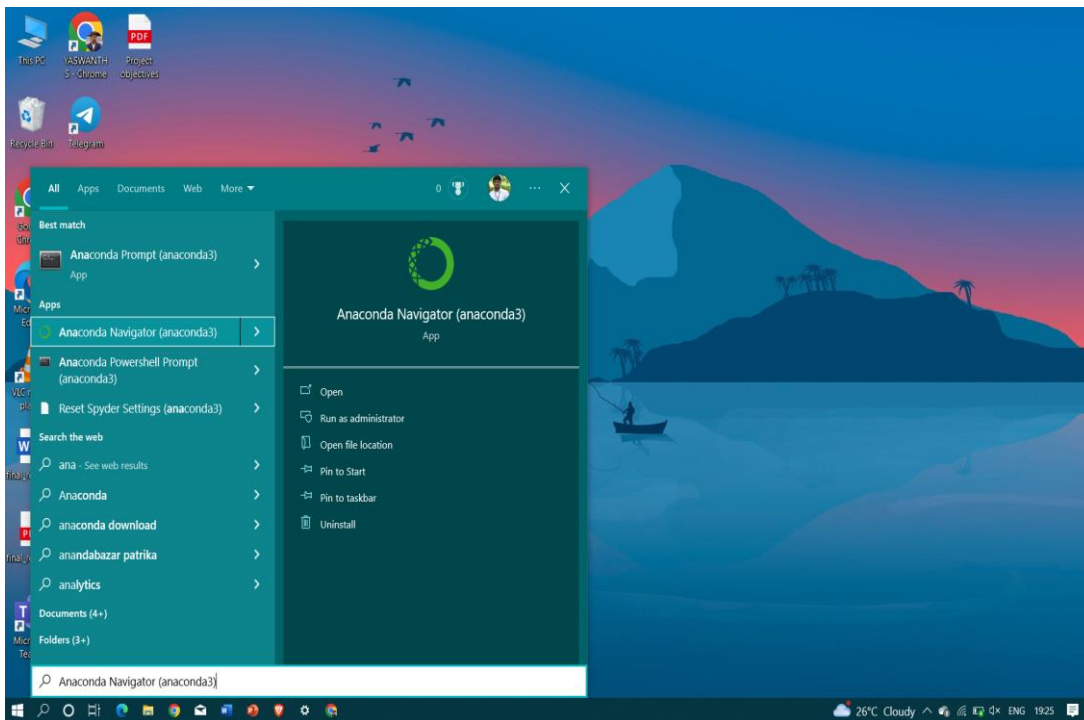 This PC
YASWANTH
S - Chrome
PDF
Project
objectives
Recycle Bin
Telegram
All Apps Documents Web More
0
Best match
Anaconda Prompt (anaconda3)
App
Apps
Anaconda Navigator (anaconda3)
Anaconda Powershell Prompt
(anaconda3)
Reset Spyder Settings (anaconda3)
Search the web
ana - See web results
Anaconda
anaconda download
anandabazar patrika
analytics
Documents (4+)
Folders (3+)
Anaconda Navigator (anaconda3)
App
Open
Run as administrator
Open file location
Pin to Start
Pin to taskbar
Uninstall
Anaconda Navigator (anaconda3)
26°C Cloudy ENG 19:25